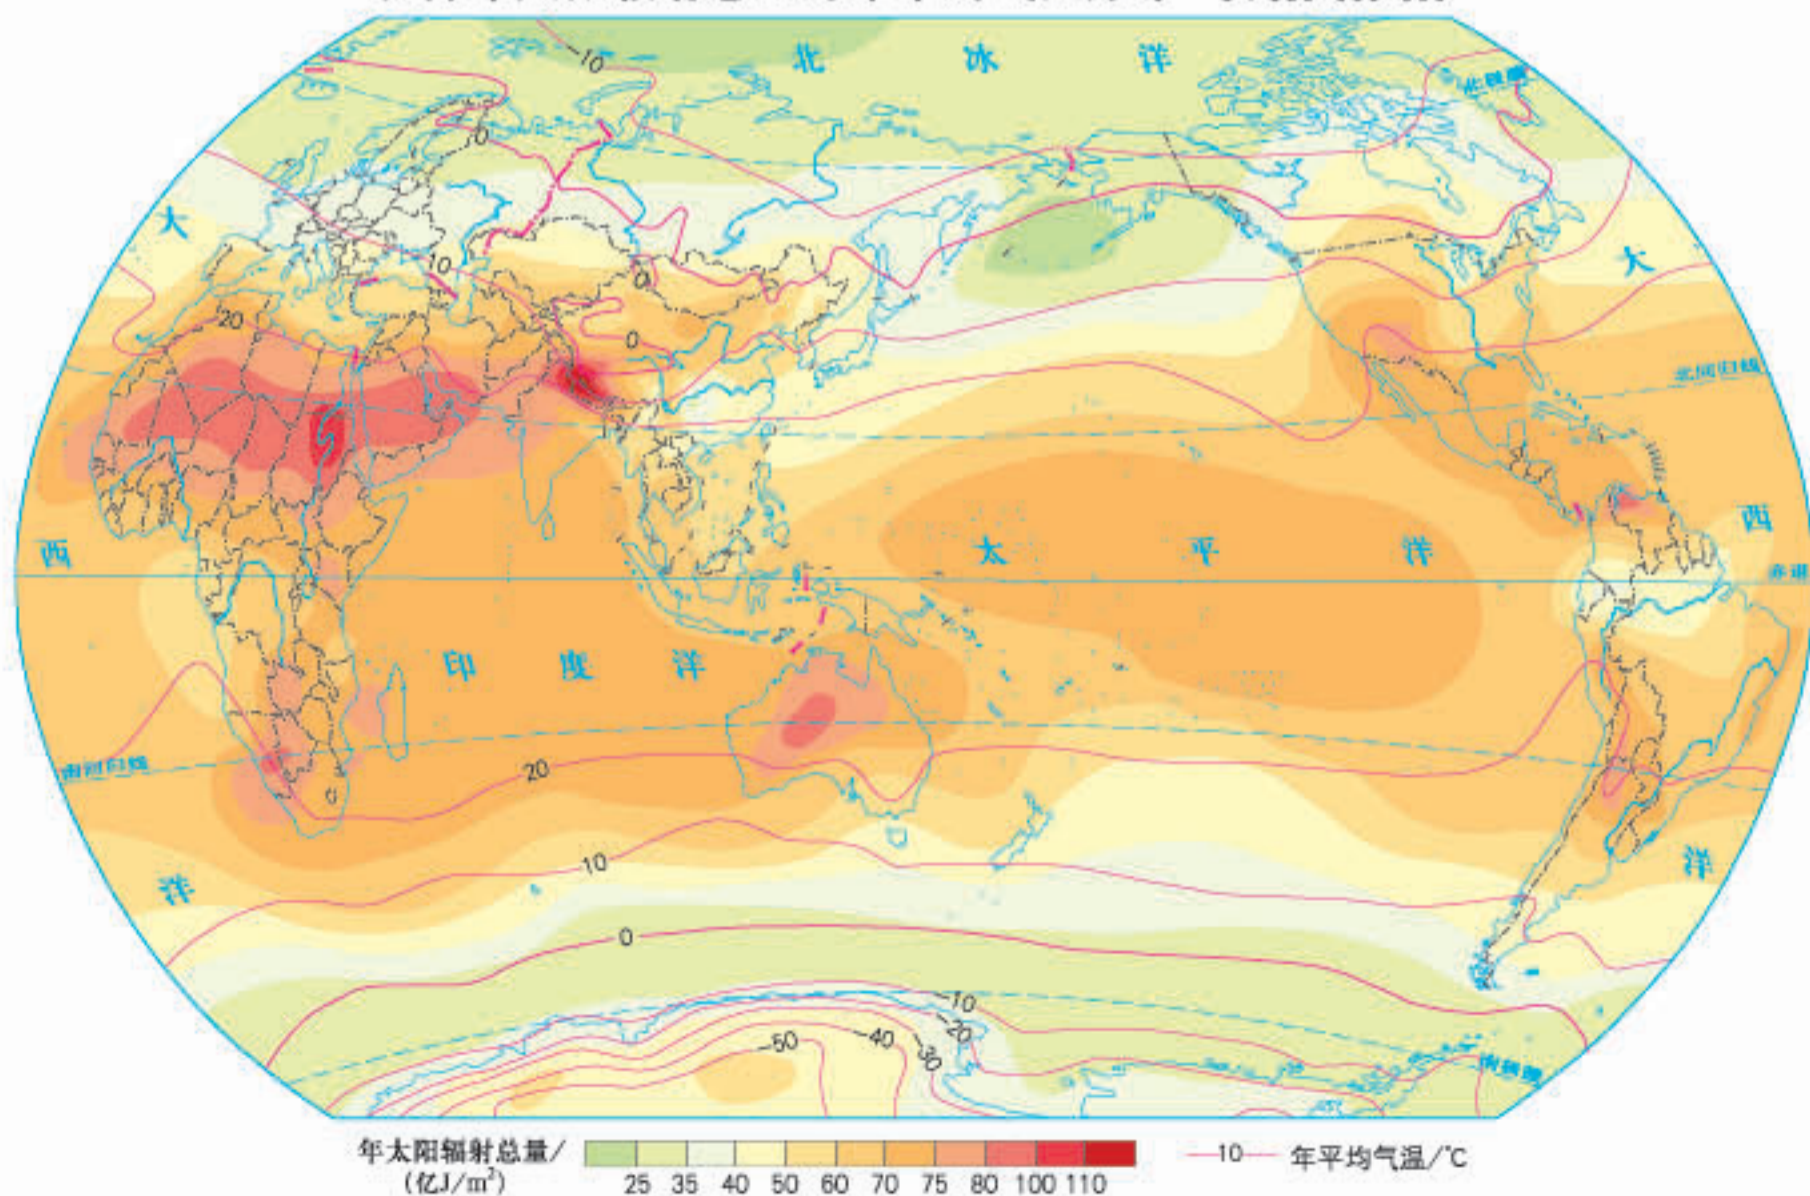 -10
北 冰 洋
北极圈
0
大
大
10
0
20
0
北回归线
西
太 平 洋
西
赤道
印 度 洋
南回归线
20
10
洋
洋
0
-10
-20
-50
-40
-30
南极圈
年太阳辐射总量/
(亿J/m²)
25 35 40 50 60 70 75 80 100 110
10 年平均气温/℃